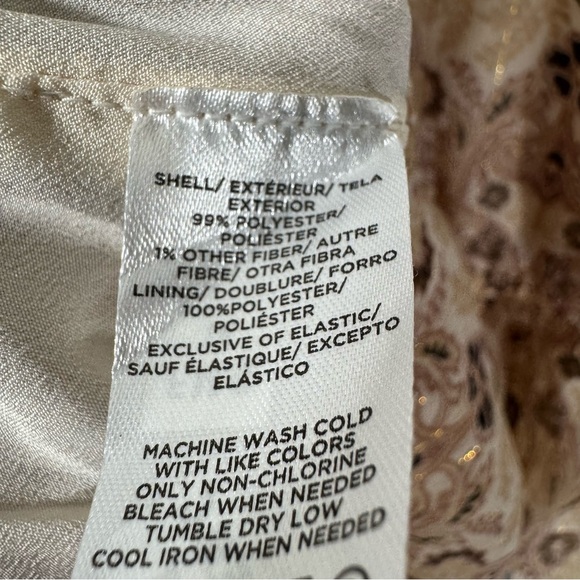 SHELL/ EXTÉRIEUR/ TELA
EXTERIOR
99% POLYESTER/
POLIÉSTER
1% OTHER FIBER/ AUTRE
FIBRE/ OTRA FIBRA
LINING/ DOUBLURE/ FORRO
100%POLYESTER/
POLIÉSTER
EXCLUSIVE OF ELASTIC/
SAUF ÉLASTIQUE/ EXCEPTO
ELÁSTICO
MACHINE WASH COLD
WITH LIKE COLORS
ONLY NON-CHLORINE
BLEACH WHEN NEEDED
TUMBLE DRY LOW
COOL IRON WHEN NEEDED